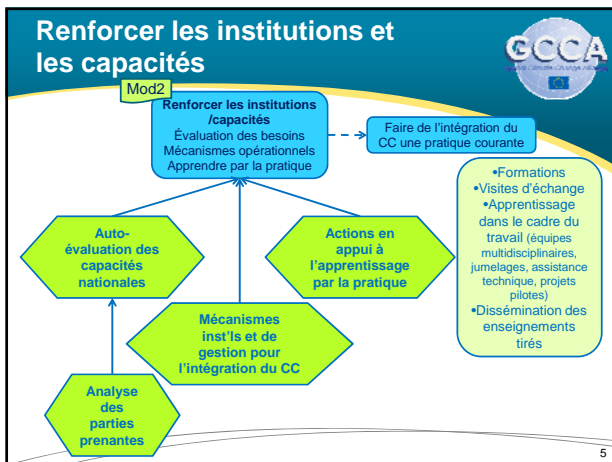 Renforcer les institutions et
les capacités
GCCA
Mod2
Renforcer les institutions
/capacités
Évaluation des besoins
Mécanismes opérationnels
Apprendre par la pratique
Faire de l'intégration du
CC une pratique courante
•Formations
•Visites d'échange
•Apprentissage
dans le cadre du
travail (équipes
multidisciplinaires,
jumelages, assistance
technique, projets
pilotes)
•Dissémination des
enseignements
tirés
Auto-
évaluation des
capacités
nationales
Actions en
appui à
l'apprentissage
par la pratique
Mécanismes
inst'ls et de
gestion pour
l'intégration du CC
Analyse
des
parties
prenantes
5